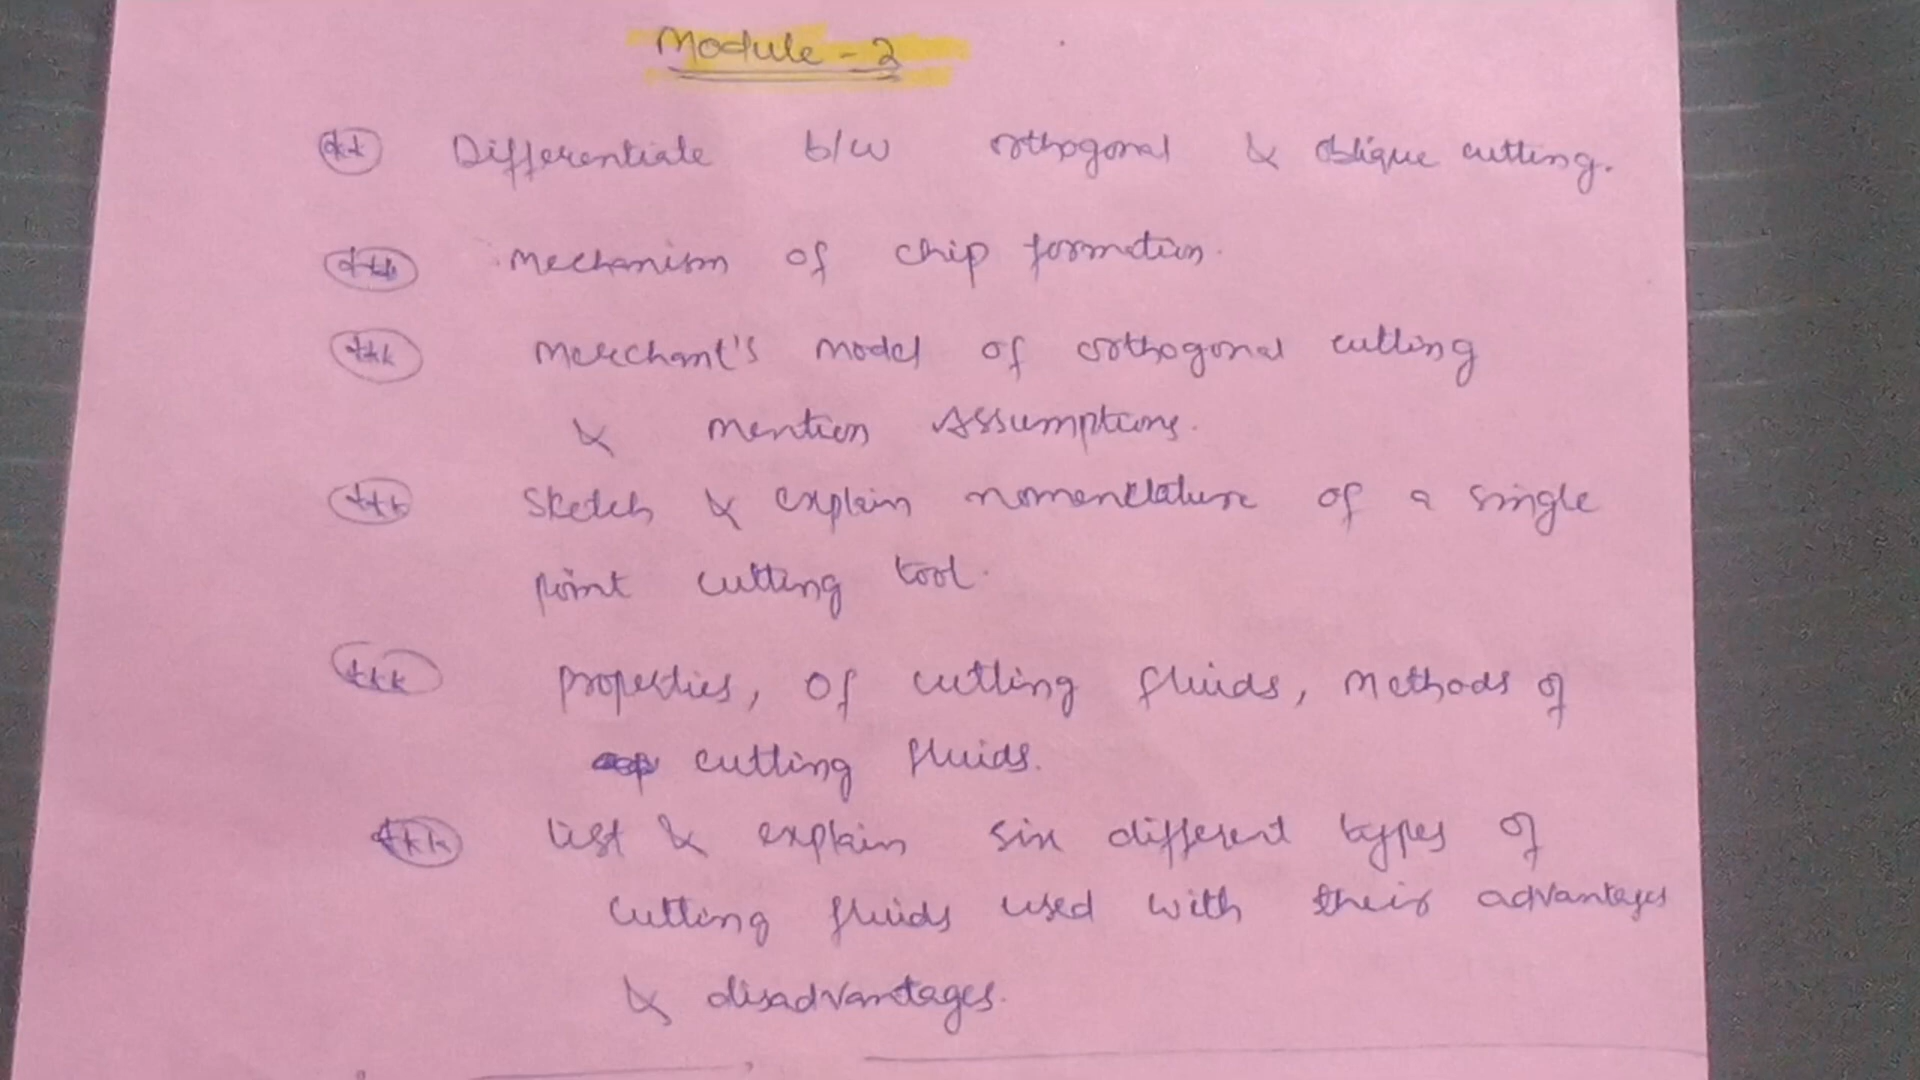 Module - 2
** Differentiate b/w orthogonal & oblique cutting.
*** Mechanism of chip formation.
*** Merchant's model of orthogonal cutting
& mention Assumptions.
*** Sketch & explain nomenclature of a single
point cutting tool.
*** properties, of cutting fluids, methods of
cutting fluids.
*** List & explain six different types of
cutting fluids used with their advantages
& disadvantages.